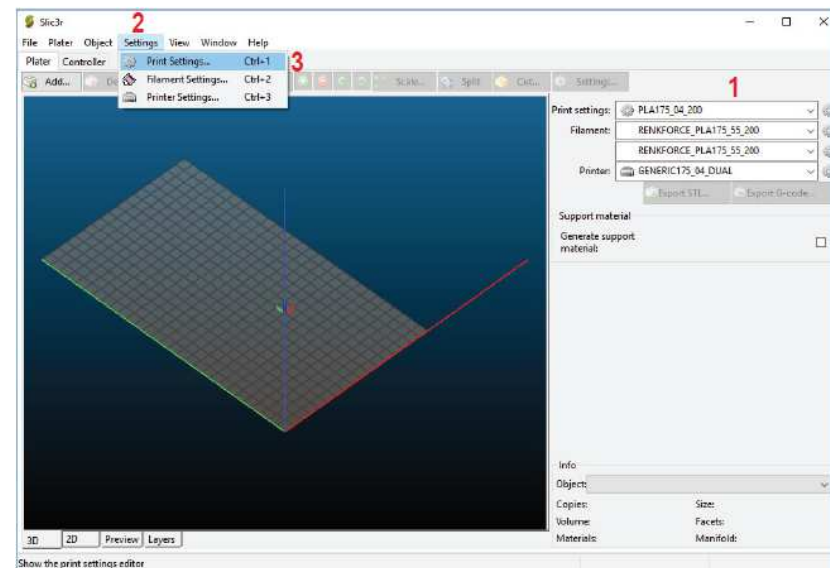 Slic3r
2
File Plater Object Settings View Window Help
Plater Controller
Print Settings... Ctrl+1
3
Add...
Filament Settings... Ctrl+2
Scale... Split Cut... Settings...
Printer Settings... Ctrl+3
1
Print settings: PLA175_04_200
Filament: RENKFORCE_PLA175_55_200
RENKFORCE_PLA175_55_200
Printer: GENERIC175_04_DUAL
Export STL... Export G-code...
Support material
Generate support
material:
Info
Object:
Copies: Size:
Volume: Facets:
Materials: Manifold:
3D 2D Preview Layers
Show the print settings editor